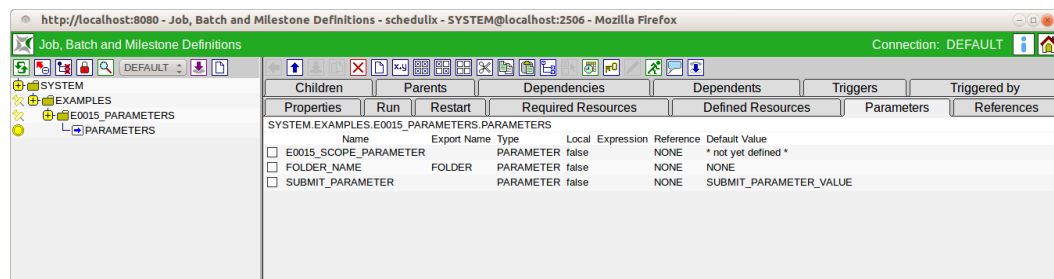 http://localhost:8080 - Job, Batch and Milestone Definitions - schedulix - SYSTEM@localhost:2506 - Mozilla Firefox
Job, Batch and Milestone Definitions Connection: DEFAULT
DEFAULT
SYSTEM
EXAMPLES
E0015_PARAMETERS
PARAMETERS
Children Parents Dependencies Dependents Triggers Triggered by
Properties Run Restart Required Resources Defined Resources Parameters References
SYSTEM.EXAMPLES.E0015_PARAMETERS.PARAMETERS
Name Export Name Type Local Expression Reference Default Value
E0015_SCOPE_PARAMETER PARAMETER false NONE * not yet defined *
FOLDER_NAME FOLDER PARAMETER false NONE NONE
SUBMIT_PARAMETER PARAMETER false NONE SUBMIT_PARAMETER_VALUE